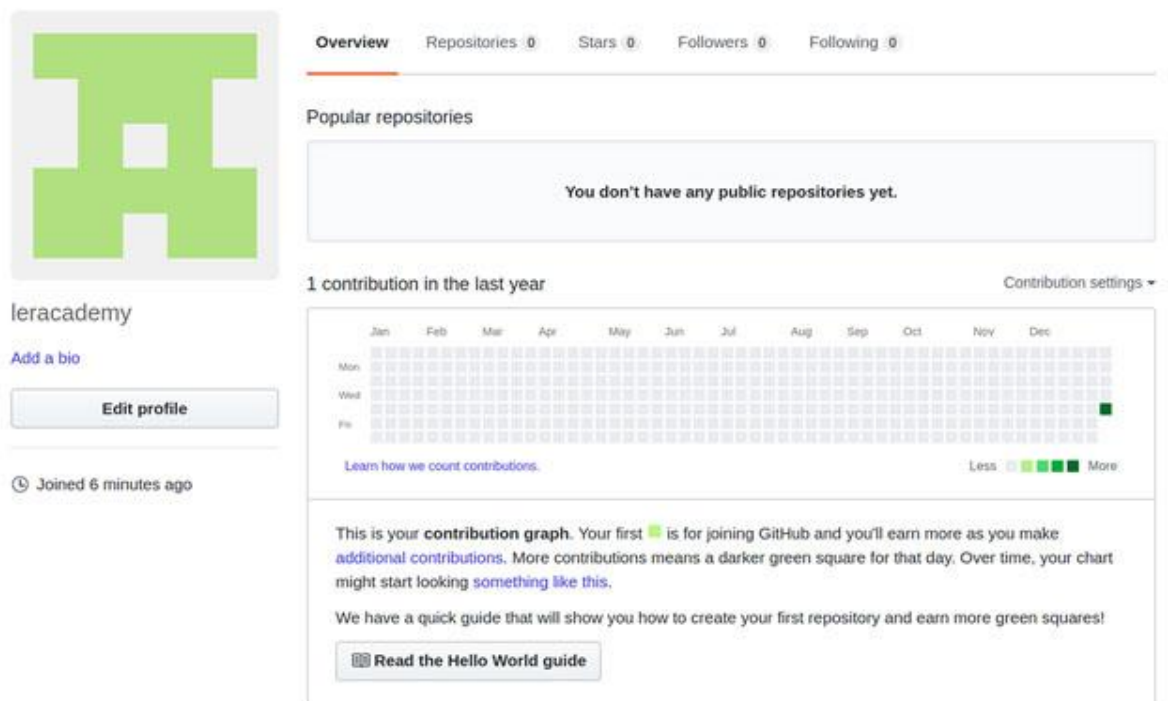 Overview Repositories 0 Stars 0 Followers 0 Following 0
Popular repositories
You don't have any public repositories yet.
1 contribution in the last year
Contribution settings
leracademy
Add a bio
Edit profile
Joined 6 minutes ago
Jan Feb Mar Apr May Jun Jul Aug Sep Oct Nov Dec
Mon
Wed
Fri
Learn how we count contributions.
Less More
This is your contribution graph. Your first is for joining GitHub and you'll earn more as you make
additional contributions. More contributions means a darker green square for that day. Over time, your chart
might start looking something like this.
We have a quick guide that will show you how to create your first repository and earn more green squares!
Read the Hello World guide